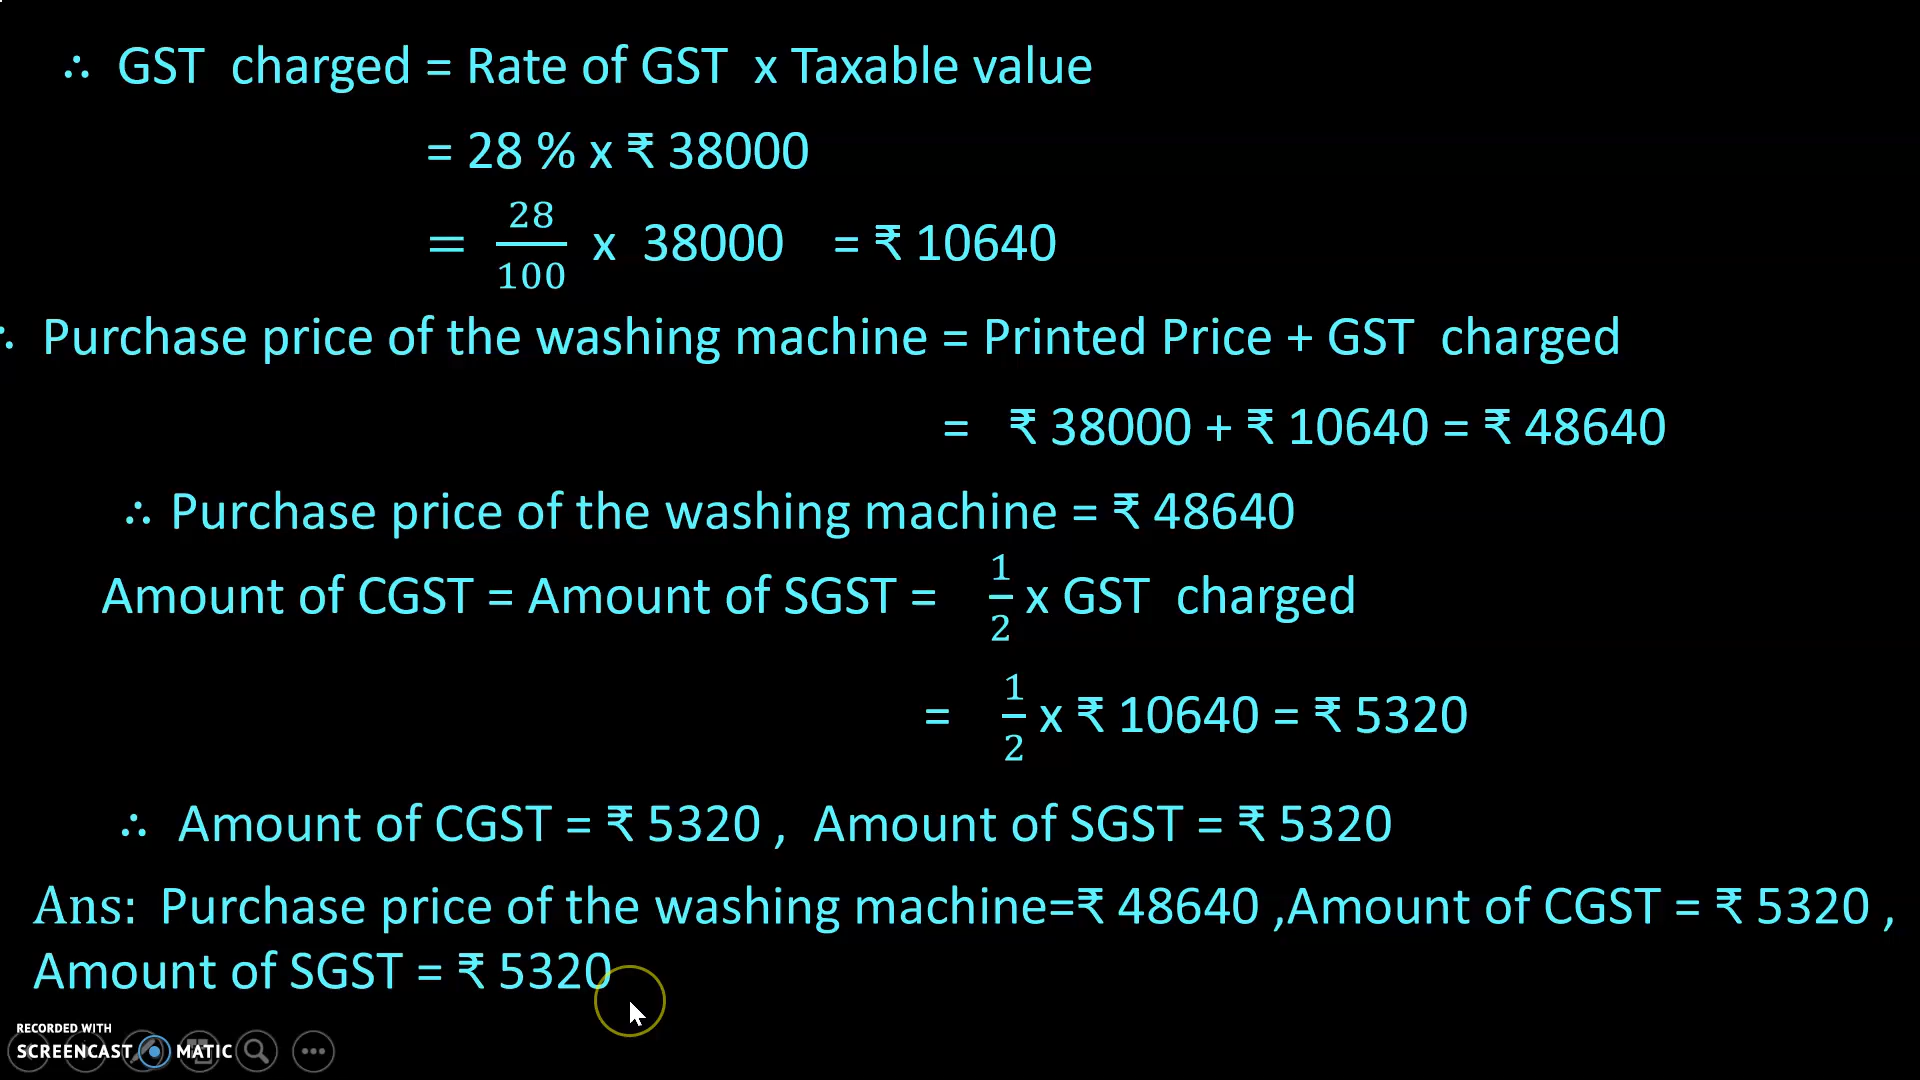 ∴ GST charged = Rate of GST x Taxable value
= 28 % x ₹ 38000
= 28/100 x 38000 = ₹ 10640
∴ Purchase price of the washing machine = Printed Price + GST charged
= ₹ 38000 + ₹ 10640 = ₹ 48640
∴ Purchase price of the washing machine = ₹ 48640
Amount of CGST = Amount of SGST = 1/2 x GST charged
= 1/2 x ₹ 10640 = ₹ 5320
∴ Amount of CGST = ₹ 5320 , Amount of SGST = ₹ 5320
Ans: Purchase price of the washing machine=₹ 48640 ,Amount of CGST = ₹ 5320 ,
Amount of SGST = ₹ 5320
RECORDED WITH
SCREENCAST MATIC